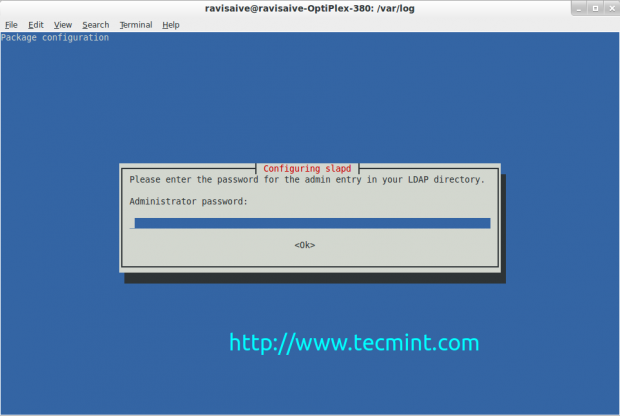 ravisaive@ravisaive-OptiPlex-380: /var/log
File Edit View Search Terminal Help
Package configuration
Configuring slapd
Please enter the password for the admin entry in your LDAP directory.
Administrator password:
<Ok>
http://www.tecmint.com